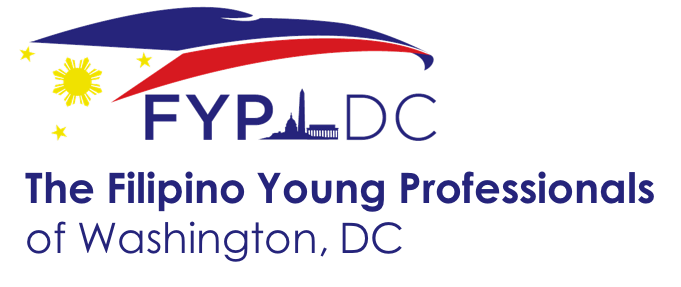 FYP DC
The Filipino Young Professionals
of Washington, DC